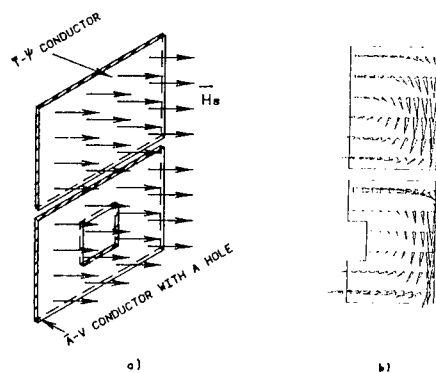 T-Ψ CONDUCTOR
Hs
A-V CONDUCTOR WITH A HOLE
a)
b)